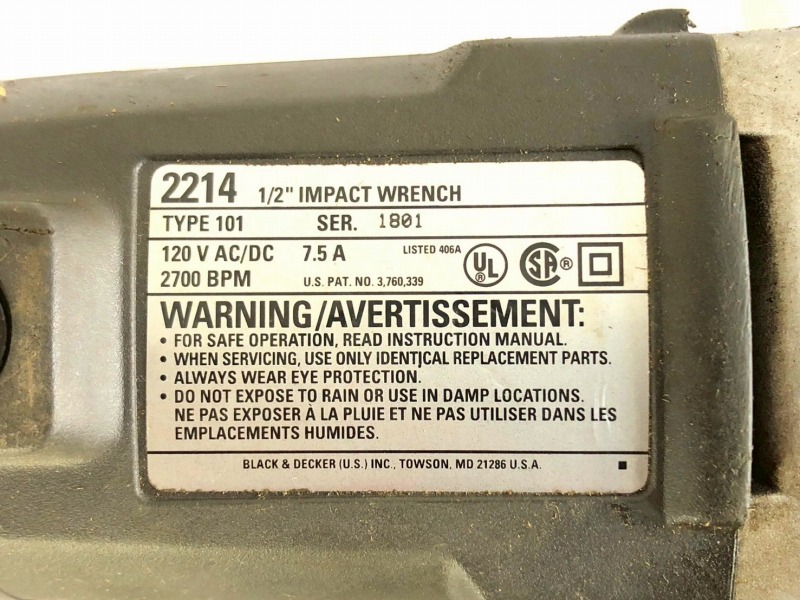 2214 1/2" IMPACT WRENCH
TYPE 101 SER. 1801
120 V AC/DC 7.5 A LISTED 406A
UL SA ®
2700 BPM U.S. PAT. NO. 3,760,339
WARNING/AVERTISSEMENT:
• FOR SAFE OPERATION, READ INSTRUCTION MANUAL.
• WHEN SERVICING, USE ONLY IDENTICAL REPLACEMENT PARTS.
• ALWAYS WEAR EYE PROTECTION.
• DO NOT EXPOSE TO RAIN OR USE IN DAMP LOCATIONS.
NE PAS EXPOSER À LA PLUIE ET NE PAS UTILISER DANS LES
EMPLACEMENTS HUMIDES.
BLACK & DECKER (U.S.) INC., TOWSON, MD 21286 U.S.A.